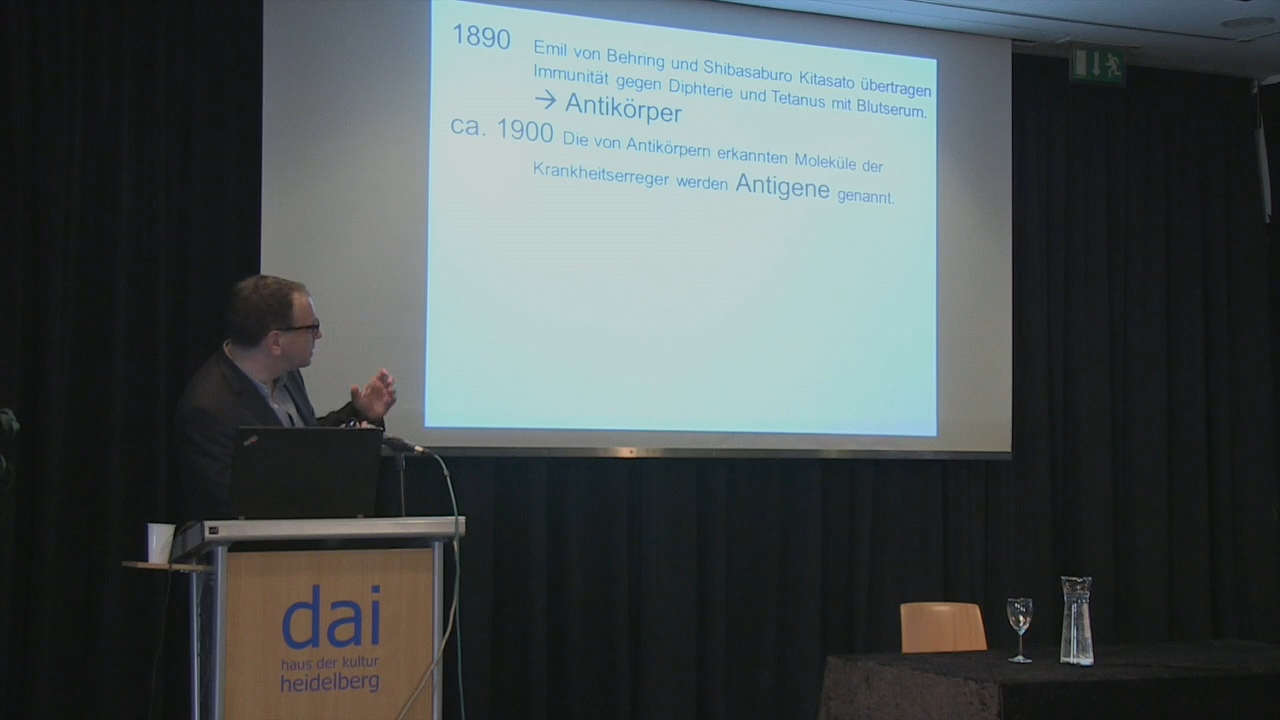 1890 Emil von Behring und Shibasaburo Kitasato übertragen
Immunität gegen Diphterie und Tetanus mit Blutserum.
→ Antikörper
ca. 1900 Die von Antikörpern erkannten Moleküle der
Krankheitserreger werden Antigene genannt.
dai
haus der kultur
heidelberg